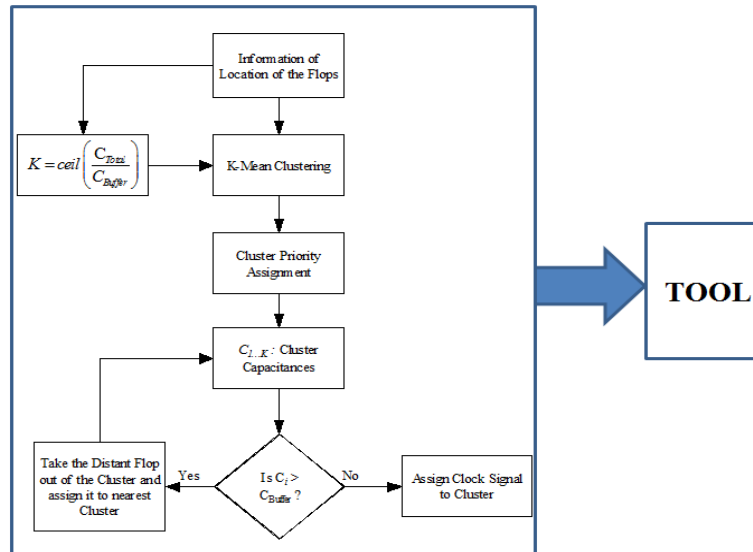 Information of
Location of the Flops
K = ceil(C_Total / C_Buffer)
K-Mean Clustering
Cluster Priority
Assignment
C_1...K : Cluster
Capacitances
Take the Distant Flop
out of the Cluster and
assign it to nearest
Cluster
Yes
Is C_i >
C_Buffer ?
No
Assign Clock Signal
to Cluster
TOOL